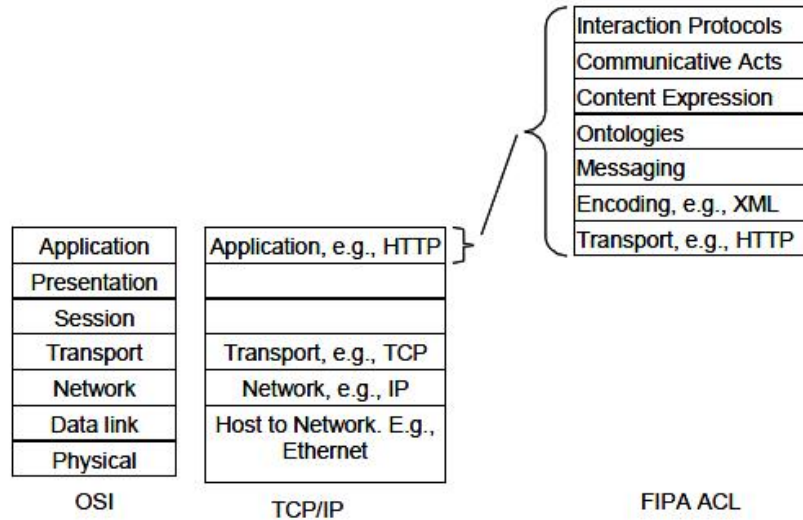 Interaction Protocols
Communicative Acts
Content Expression
Ontologies
Messaging
Encoding, e.g., XML
Transport, e.g., HTTP
Application
Presentation
Session
Transport
Network
Data link
Physical
OSI
Application, e.g., HTTP
Transport, e.g., TCP
Network, e.g., IP
Host to Network. E.g.,
Ethernet
TCP/IP
FIPA ACL